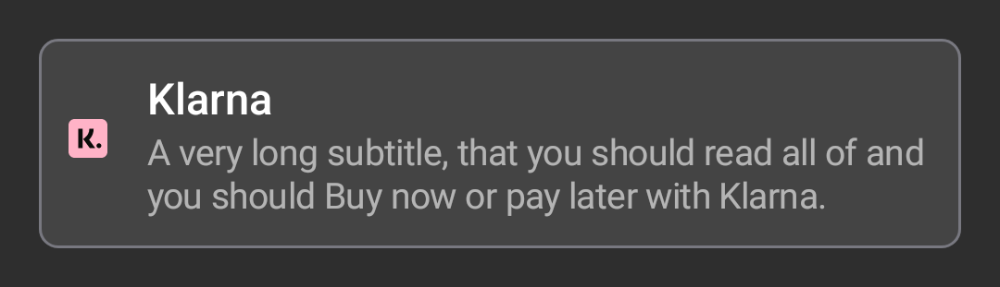 Klarna
K.
A very long subtitle, that you should read all of and
you should Buy now or pay later with Klarna.